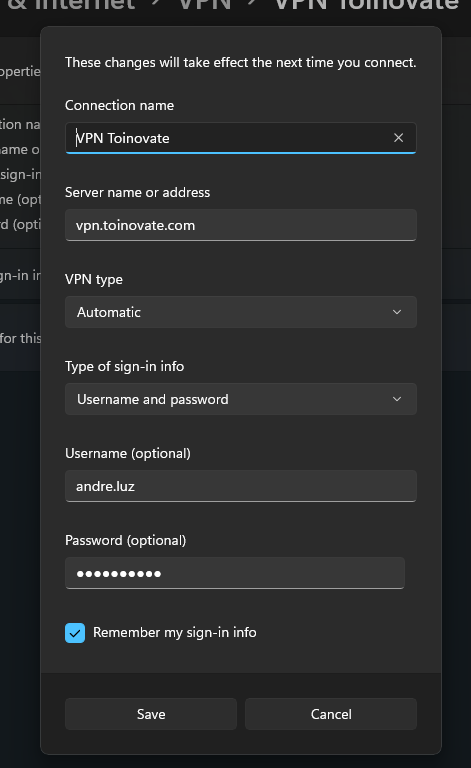 & Internet > VPN > VPN Toinovate
These changes will take effect the next time you connect.
opertie
Connection name
tion na
VPN Toinovate
ame o
sign-in
Server name or address
me (opt
vpn.toinovate.com
rd (opti
gn-in in
VPN type
Automatic
for this
Type of sign-in info
Username and password
Username (optional)
andre.luz
Password (optional)
●●●●●●●●●●
Remember my sign-in info
Save
Cancel